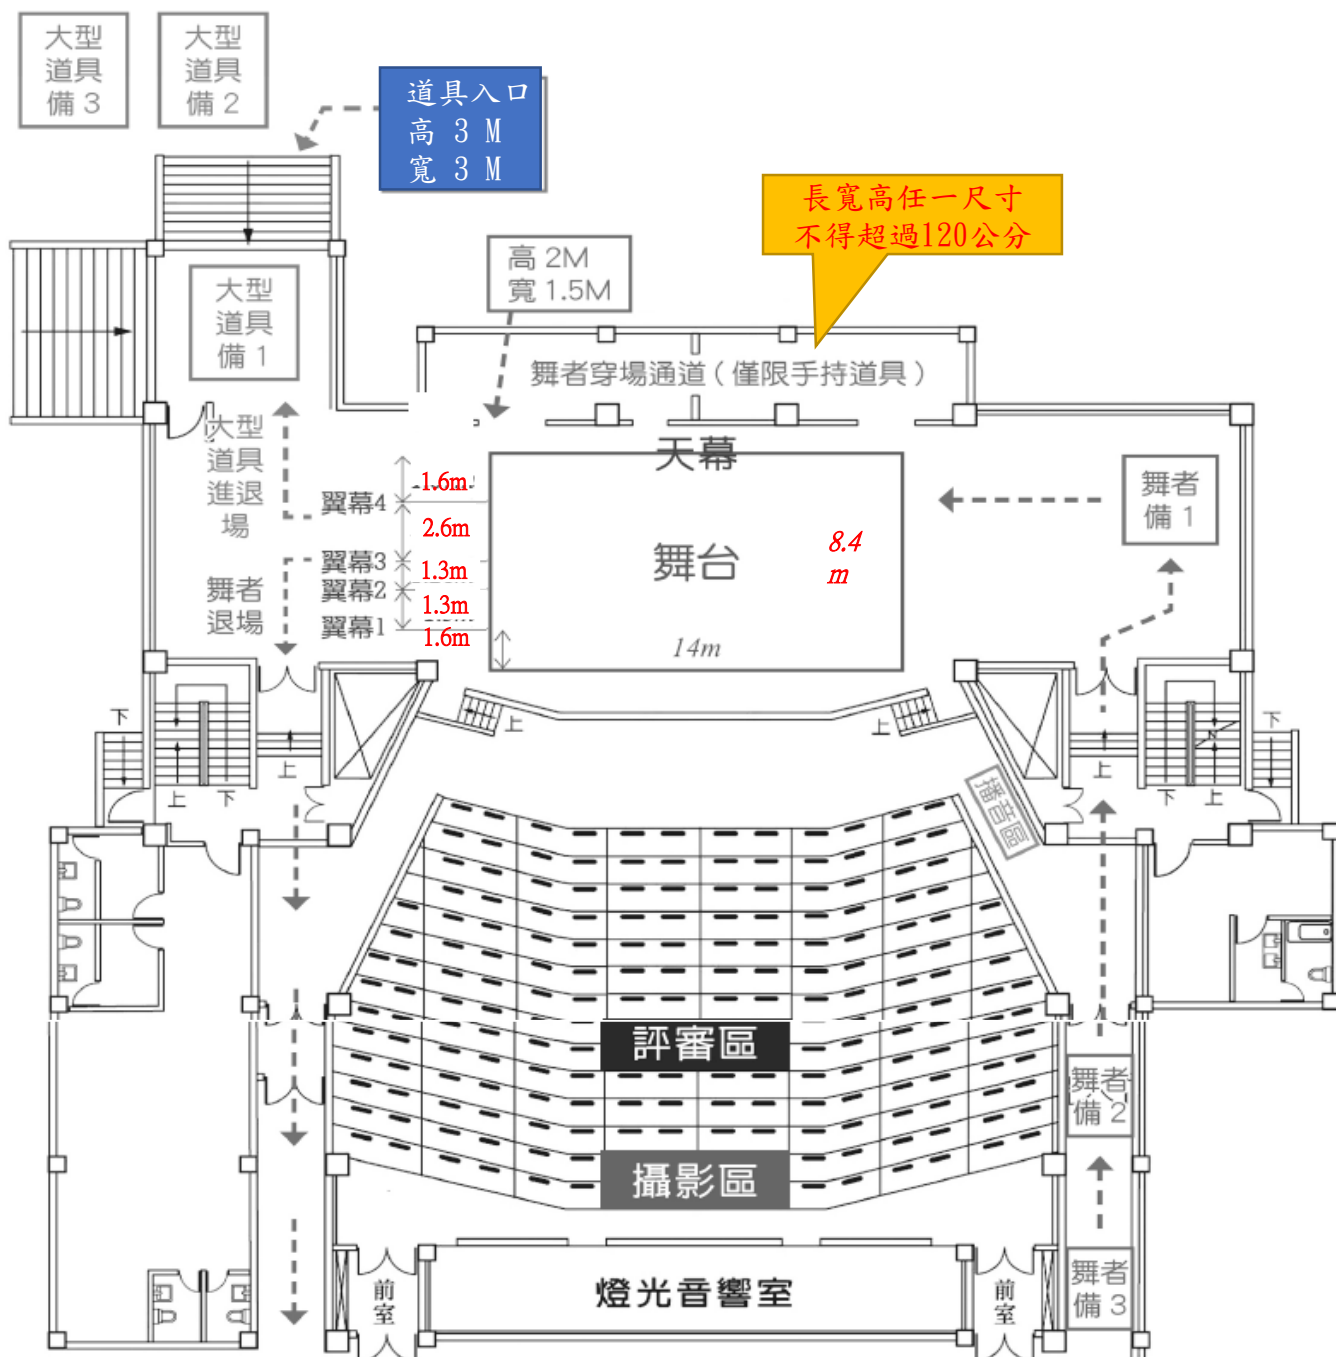 大型
道具
備 3
大型
道具
備 2
道具入口
高 3 M
寬 3 M
長寬高任一尺寸
不得超過120公分
高 2M
寬 1.5M
大型
道具
備 1
舞者穿場通道（僅限手持道具）
大型
道具
進退
場
天幕
翼幕4
1.6m
2.6m
翼幕3
1.3m
翼幕2
1.3m
翼幕1
1.6m
舞台
8.4
m
14m
舞者
備 1
舞者
退場
下
上
下
上
上
上
播音區
上
下
上
下
評審區
舞者
備 2
攝影區
前
室
燈光音響室
前
室
舞者
備 3